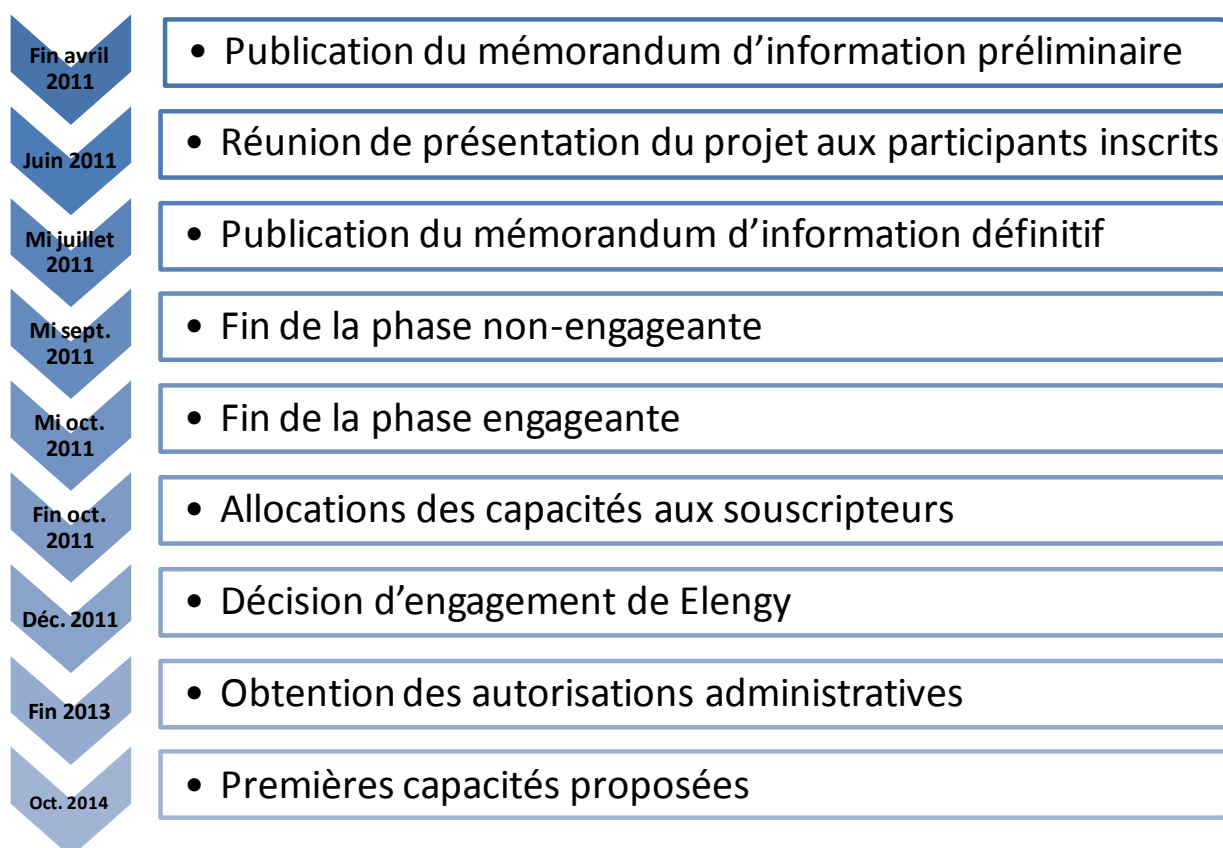 Fin avril
2011
• Publication du mémorandum d’information préliminaire
Juin 2011
• Réunion de présentation du projet aux participants inscrits
Mi juillet
2011
• Publication du mémorandum d’information définitif
Mi sept.
2011
• Fin de la phase non-engageante
Mi oct.
2011
• Fin de la phase engageante
Fin oct.
2011
• Allocations des capacités aux souscripteurs
Déc. 2011
• Décision d’engagement de Elengy
Fin 2013
• Obtention des autorisations administratives
Oct. 2014
• Premières capacités proposées